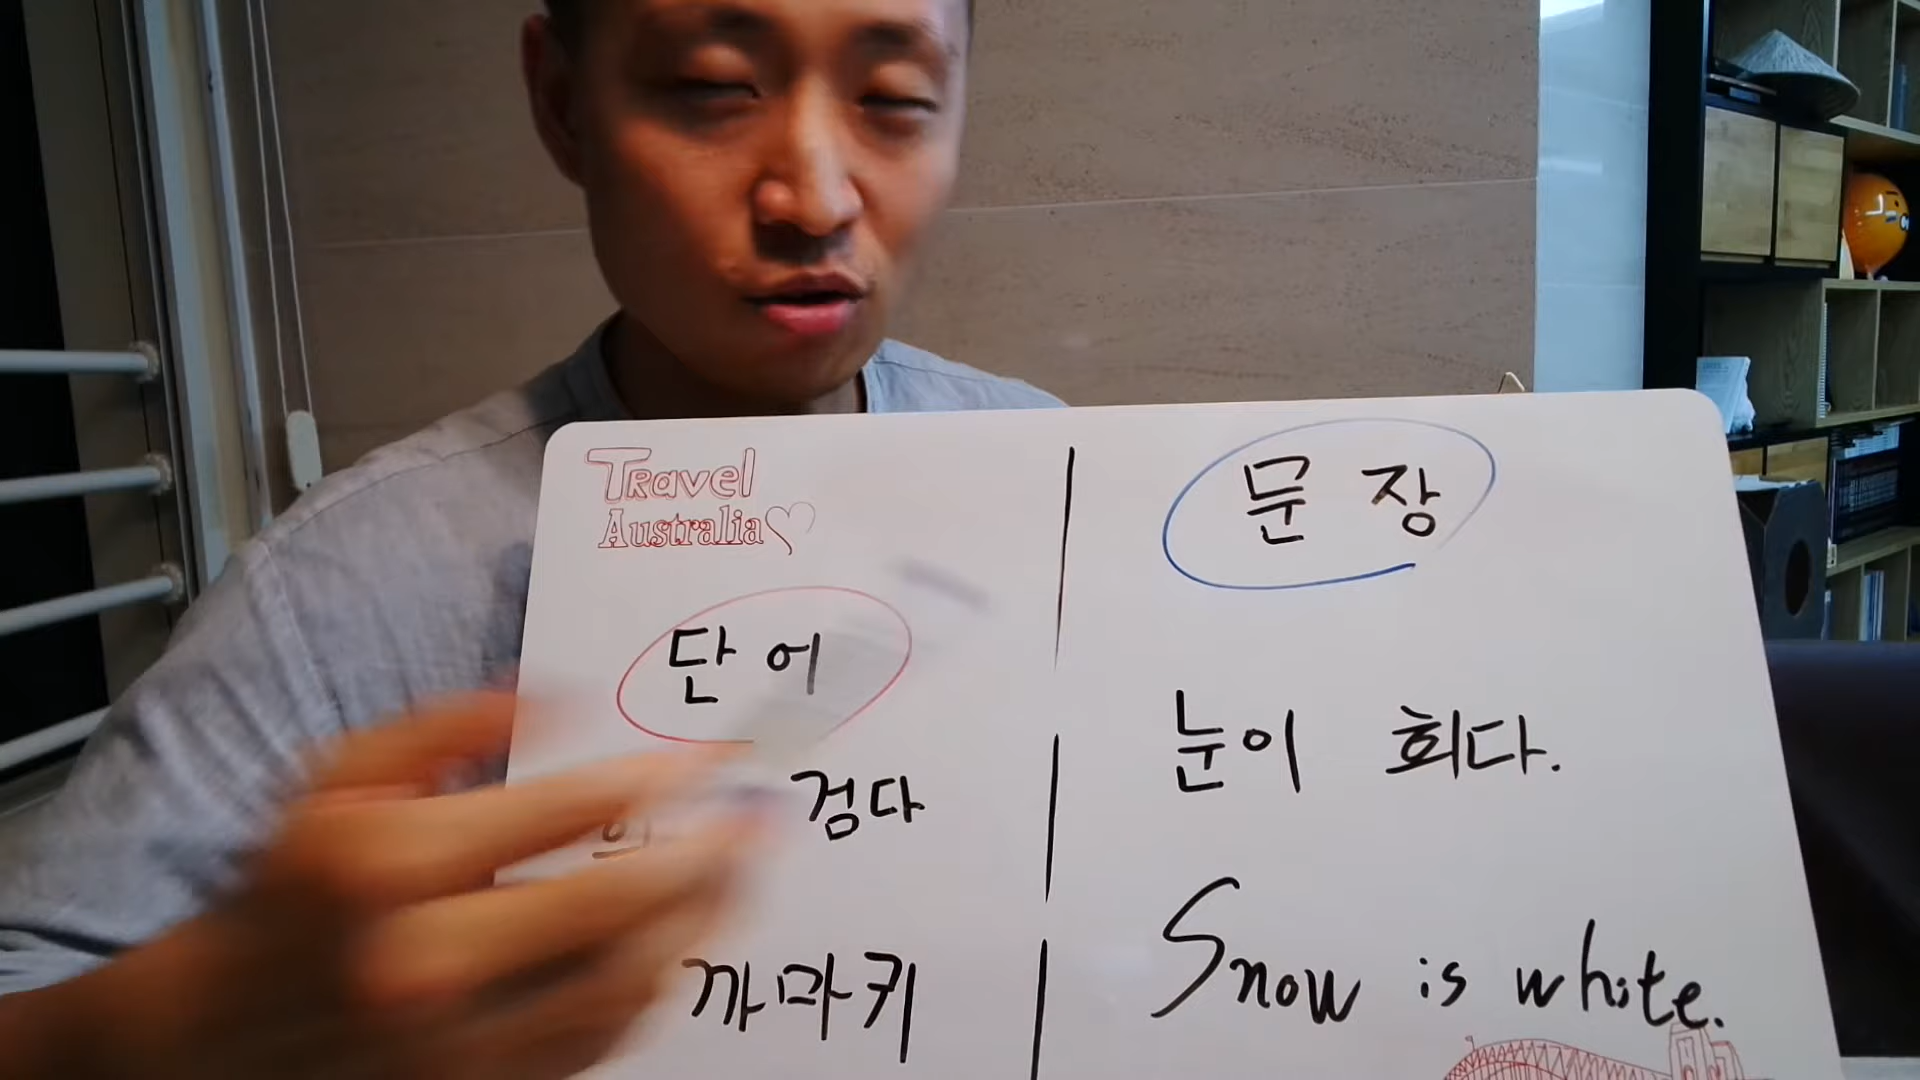 Travel
Australia
단어
검다
까마귀
문장
눈이 희다.
Snow is white.